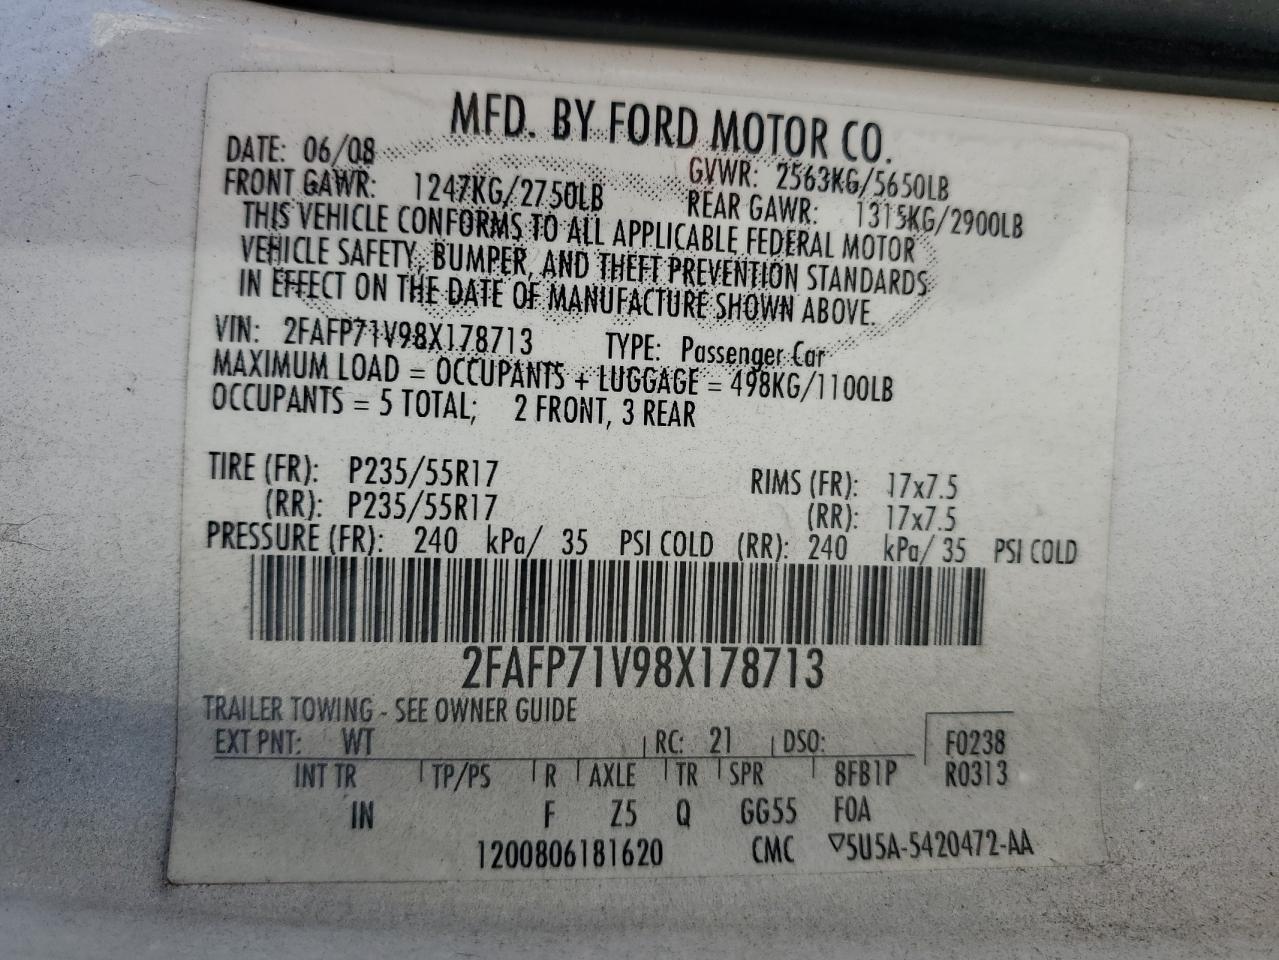 MFD. BY FORD MOTOR CO.
DATE: 06/08 GVWR: 2563KG/5650LB
FRONT GAWR: 1247KG/2750LB REAR GAWR: 1315KG/2900LB
THIS VEHICLE CONFORMS TO ALL APPLICABLE FEDERAL MOTOR
VEHICLE SAFETY, BUMPER, AND THEFT PREVENTION STANDARDS
IN EFFECT ON THE DATE OF MANUFACTURE SHOWN ABOVE.
VIN: 2FAFP71V98X178713 TYPE: Passenger Car
MAXIMUM LOAD = OCCUPANTS + LUGGAGE = 498KG/1100LB
OCCUPANTS = 5 TOTAL; 2 FRONT, 3 REAR
TIRE (FR): P235/55R17 RIMS (FR): 17x7.5
(RR): P235/55R17 (RR): 17x7.5
PRESSURE (FR): 240 kPa/ 35 PSI COLD (RR): 240 kPa/ 35 PSI COLD
2FAFP71V98X178713
TRAILER TOWING - SEE OWNER GUIDE
EXT PNT: WT RC: 21 DSO: F0238
INT TR TP/PS R AXLE TR SPR 8FB1P R0313
IN F Z5 Q GG55 FOA
1200806181620 CMC ▽5U5A-5420472-AA